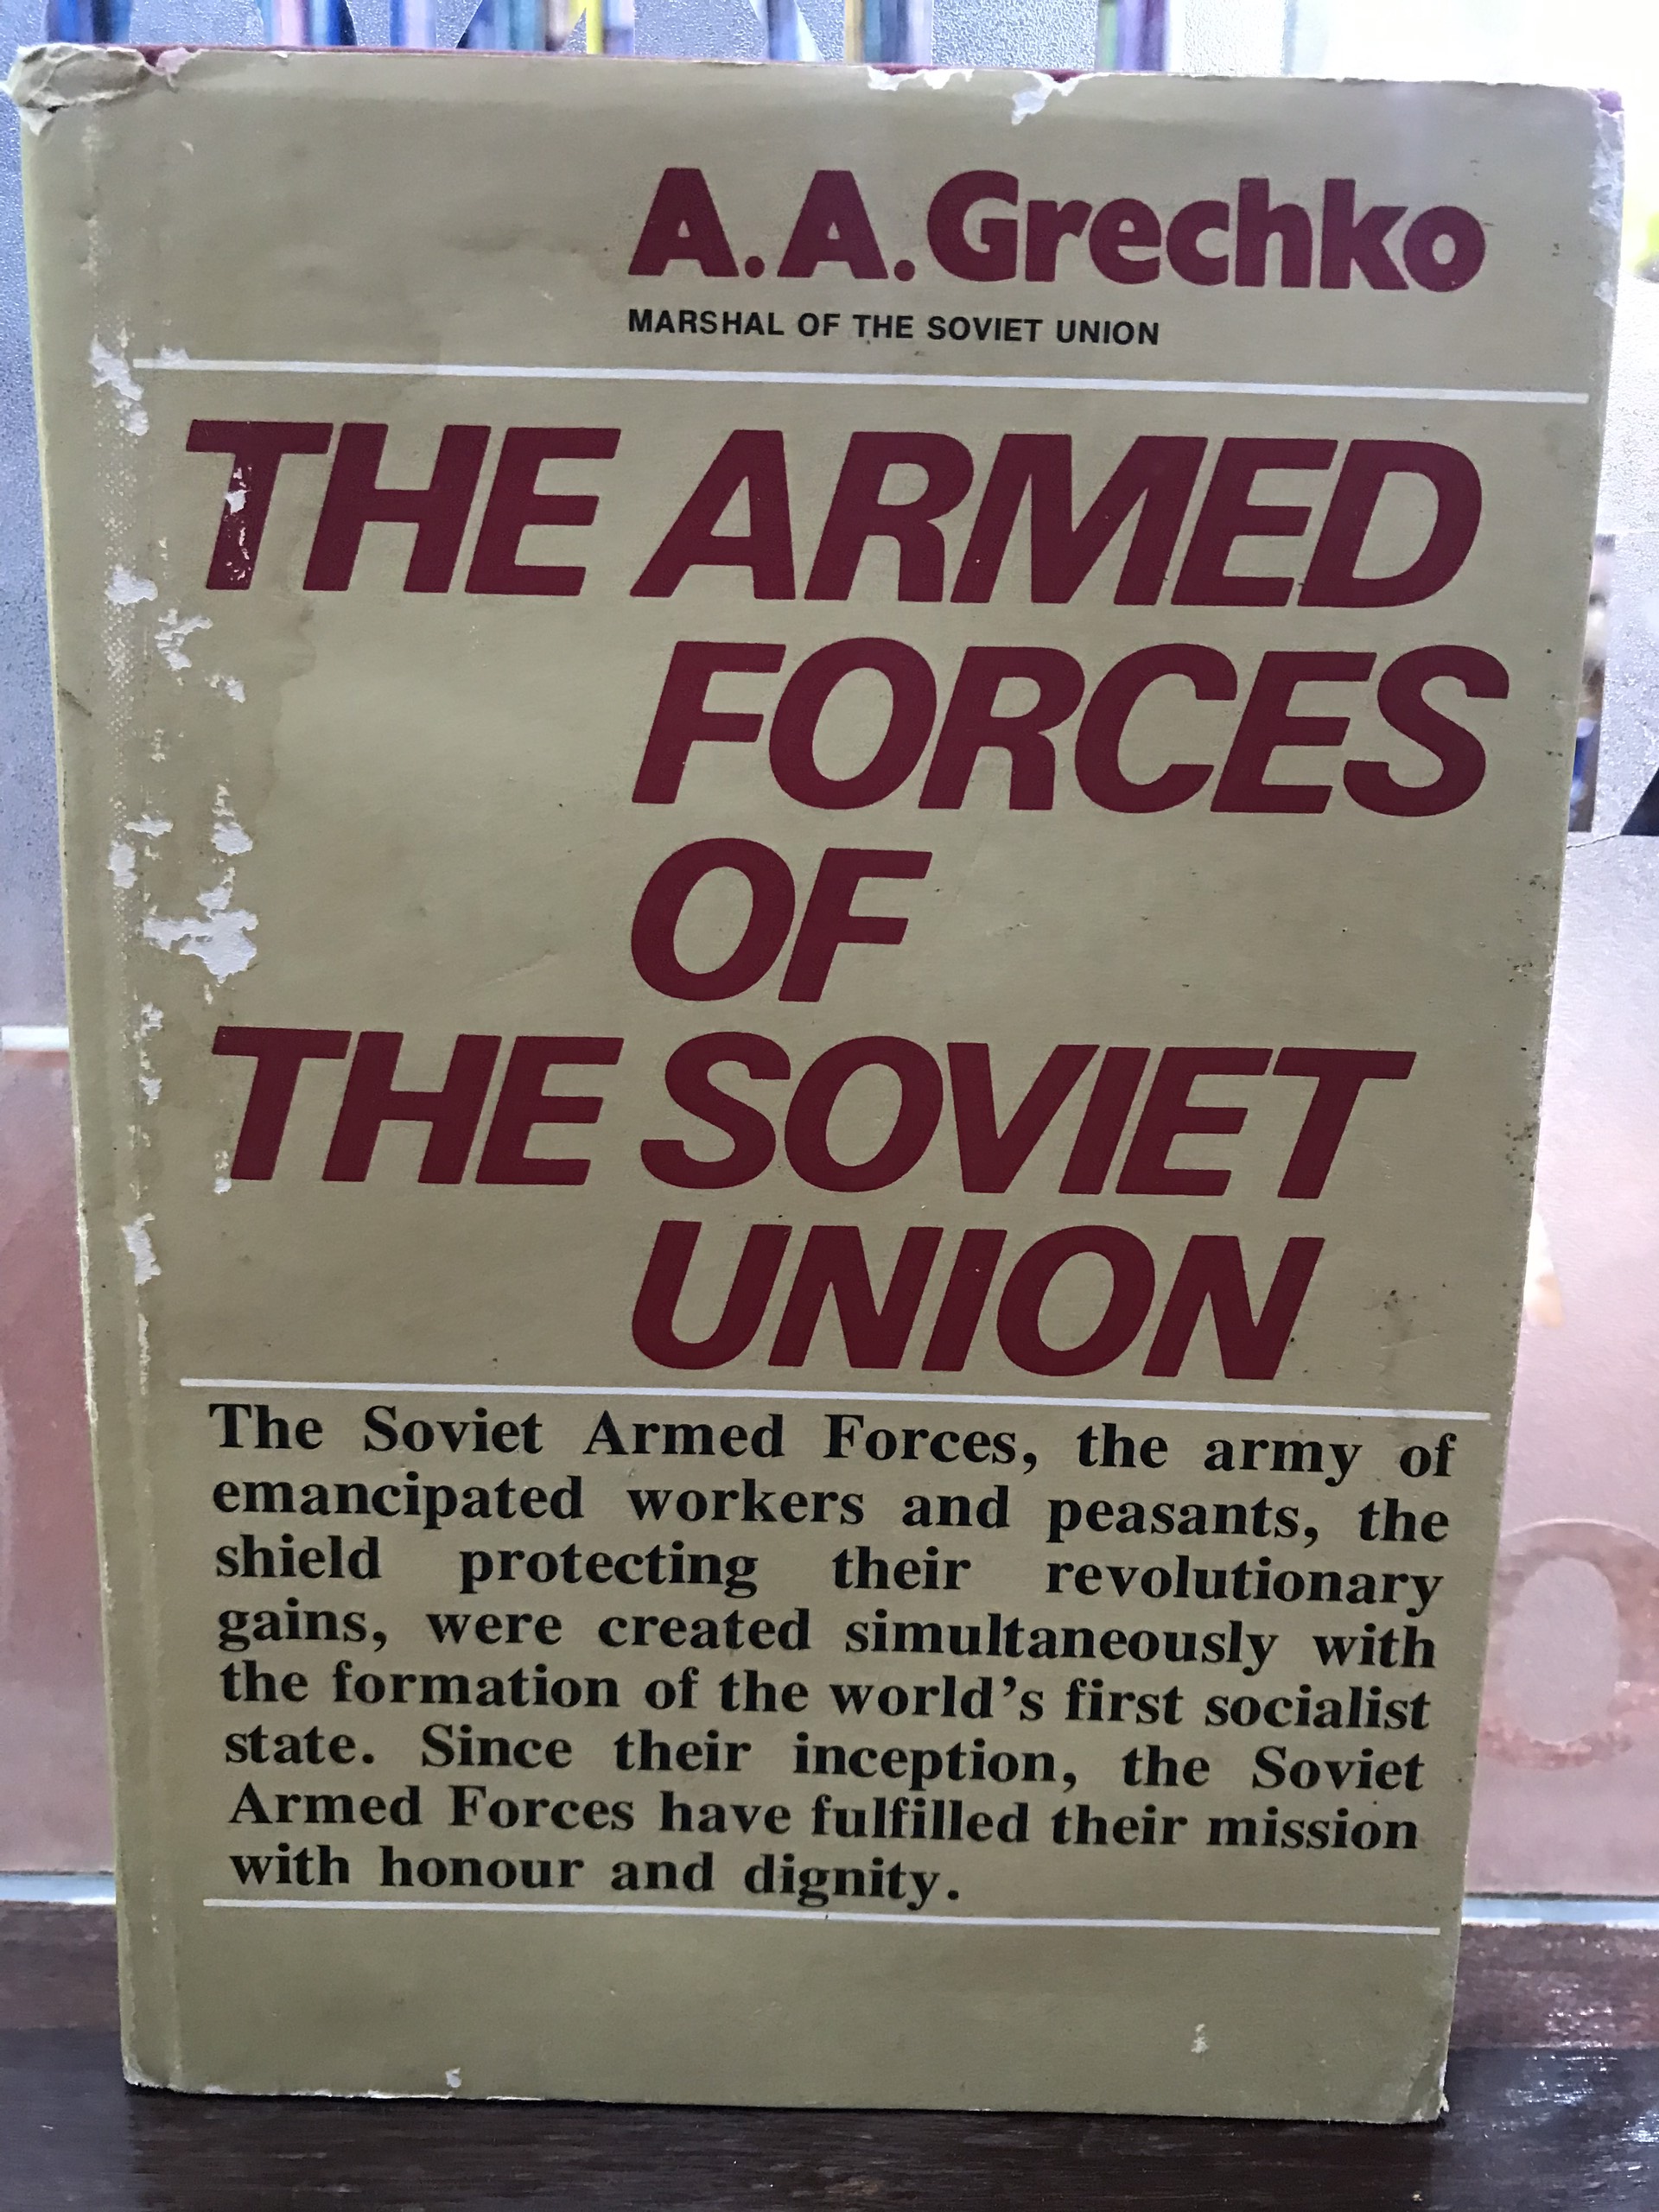 A.A.Grechko
MARSHAL OF THE SOVIET UNION
THE ARMED
FORCES
OF
THE SOVIET
UNION
The Soviet Armed Forces, the army of
emancipated workers and peasants, the
shield protecting their revolutionary
gains, were created simultaneously with
the formation of the world's first socialist
state. Since their inception, the Soviet
Armed Forces have fulfilled their mission
with honour and dignity.